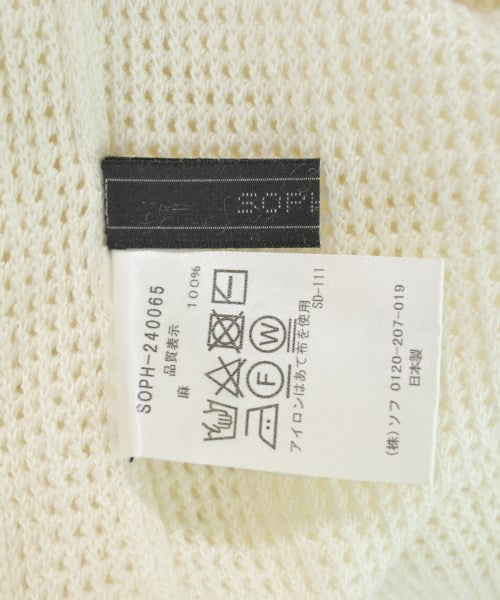 SOPH
SOPH-240065
品質表示
麻 100%
アイロンはあて布を使用
SD-111
(株) ソフ 0120-207-019
日本製